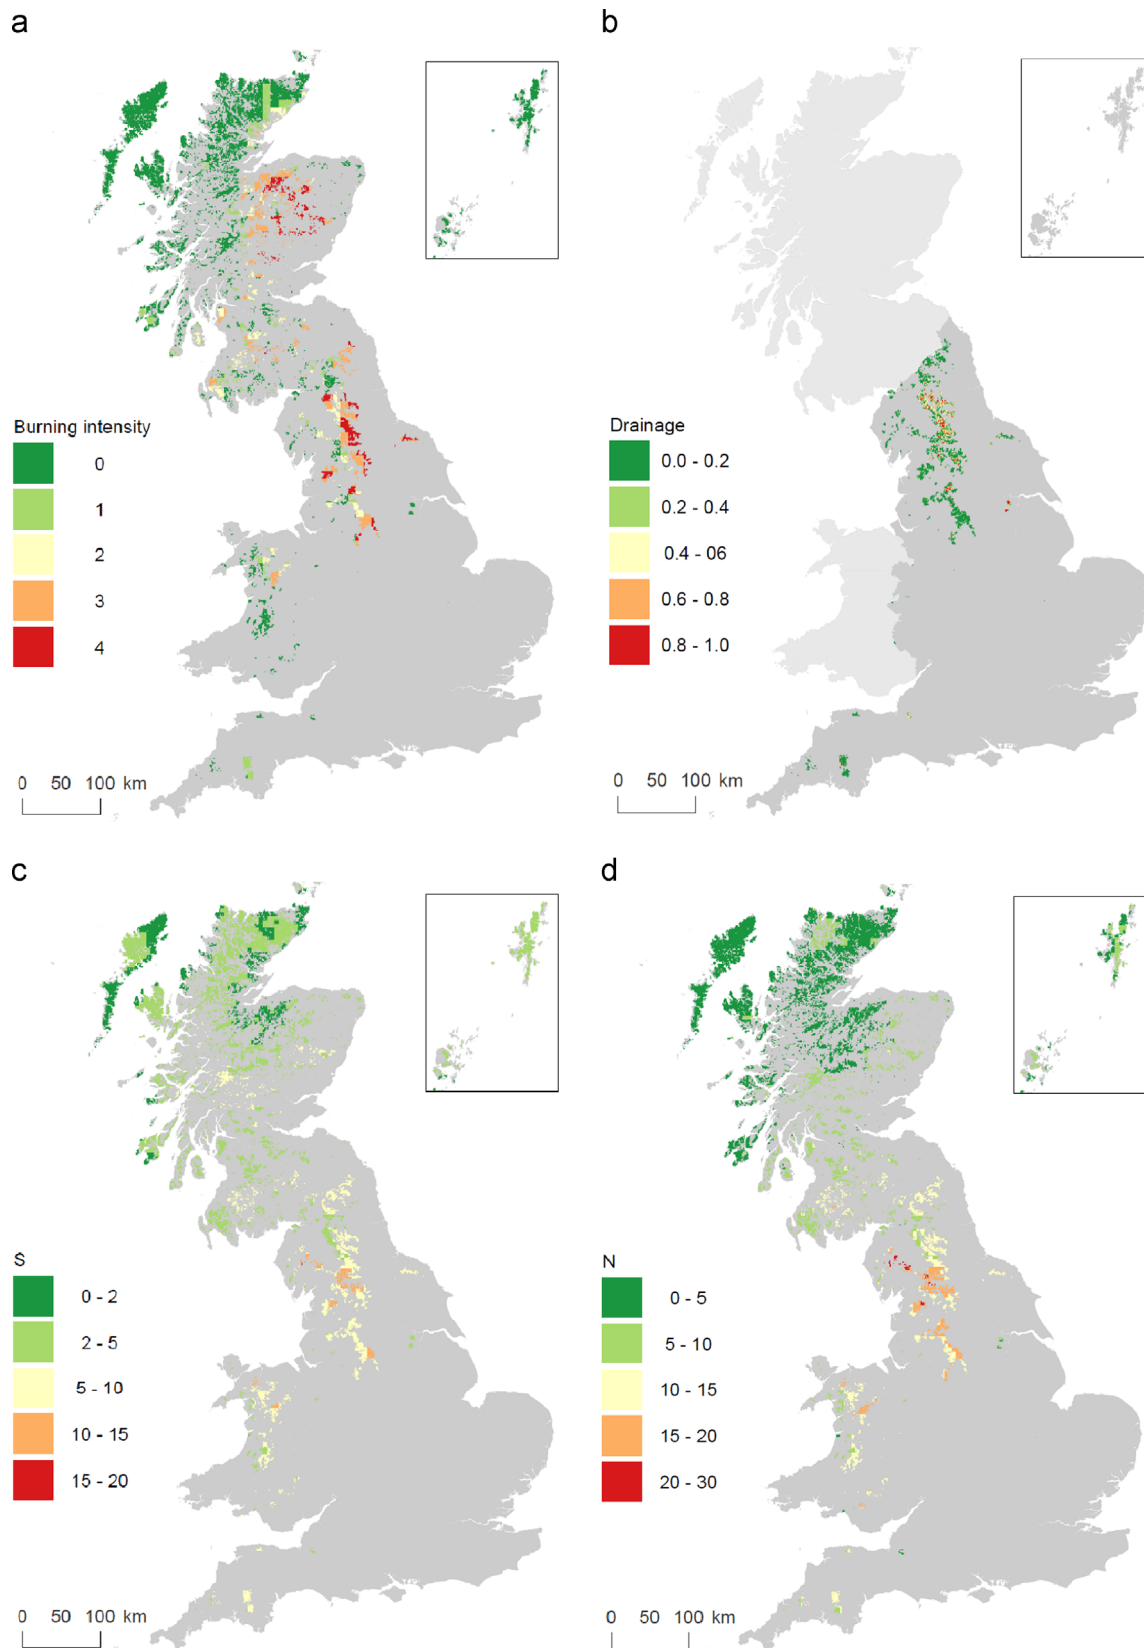 a
b
Burning intensity
0
1
2
3
4
0 50 100 km
Drainage
0.0 - 0.2
0.2 - 0.4
0.4 - 06
0.6 - 0.8
0.8 - 1.0
0 50 100 km
c
d
S
0 - 2
2 - 5
5 - 10
10 - 15
15 - 20
0 50 100 km
N
0 - 5
5 - 10
10 - 15
15 - 20
20 - 30
0 50 100 km